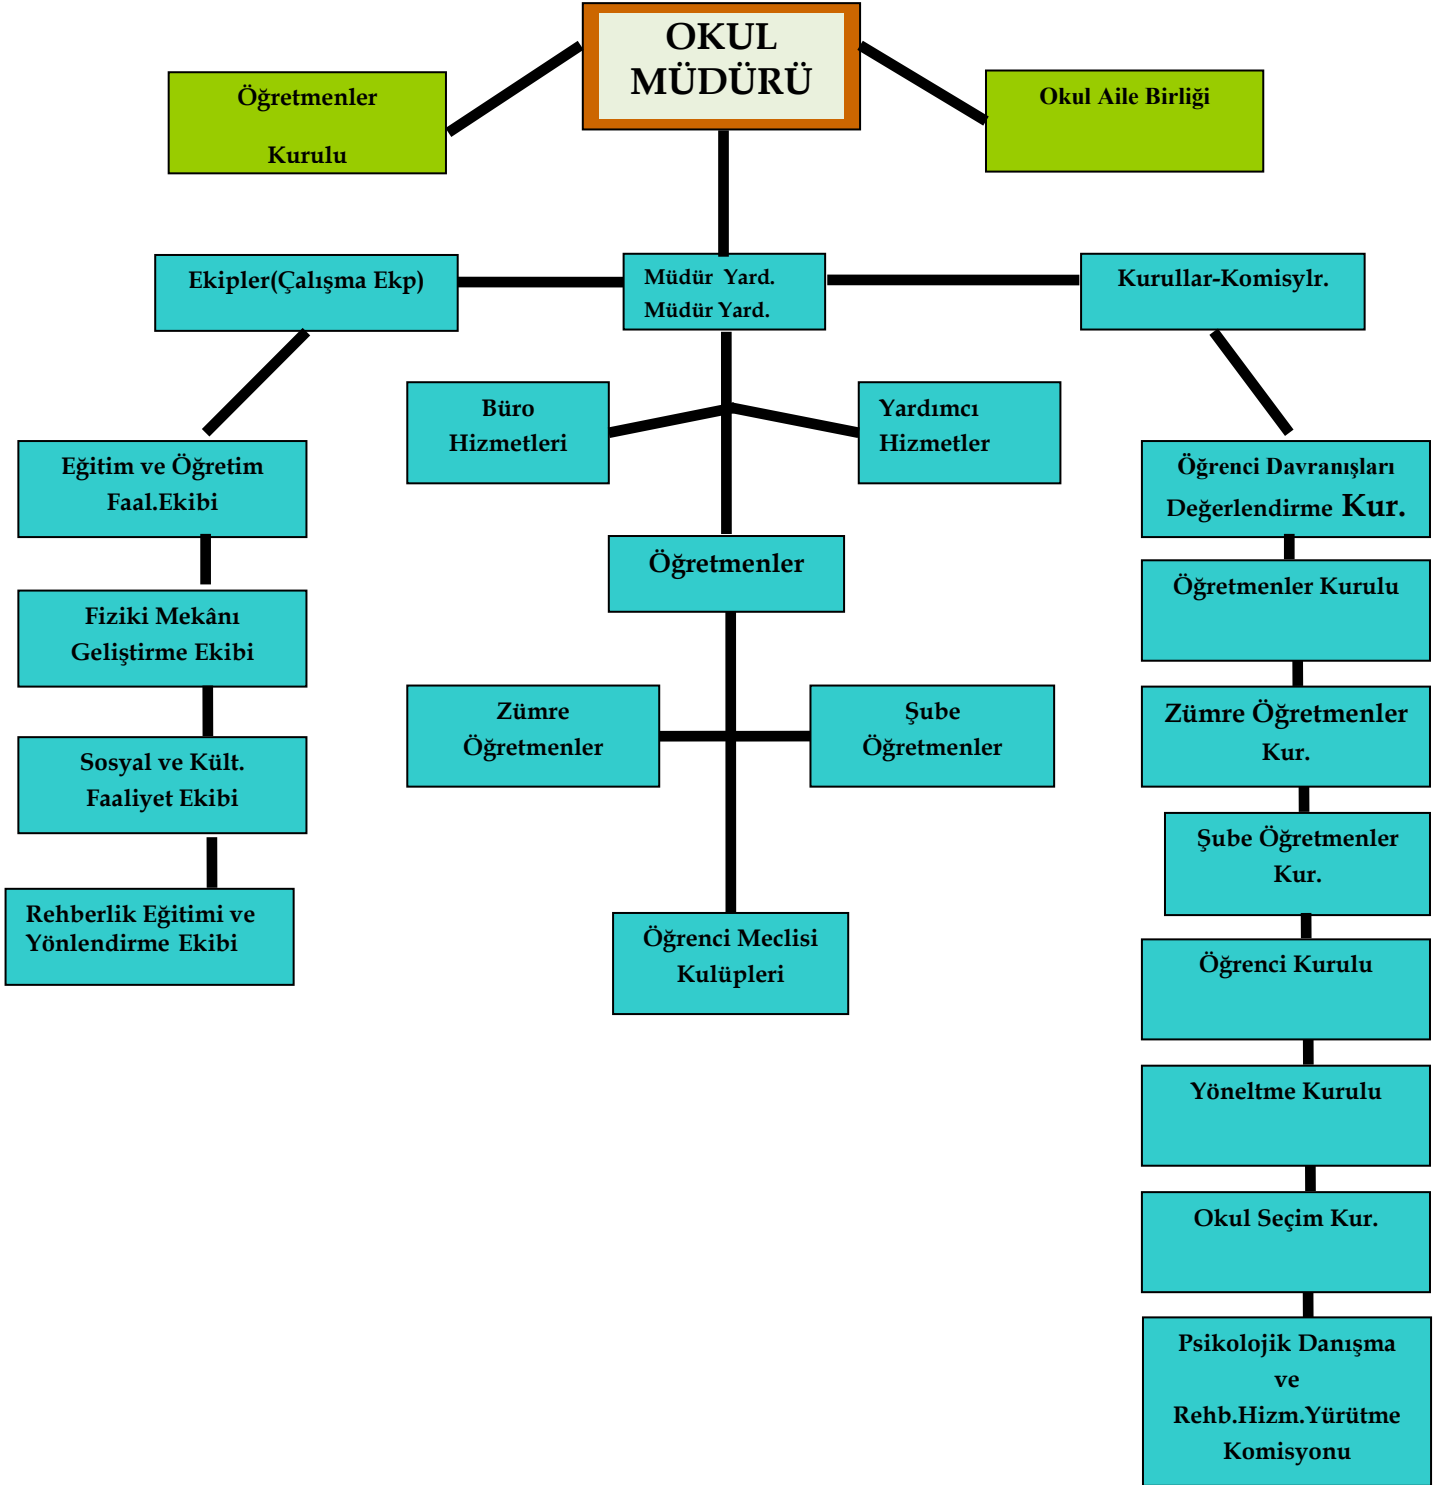 OKUL
MÜDÜRÜ
Öğretmenler
Kurulu
Okul Aile Birliği
Ekipler(Çalışma Ekp)
Müdür Yard.
Müdür Yard.
Kurullar-Komisylr.
Büro
Hizmetleri
Yardımcı
Hizmetler
Eğitim ve Öğretim
Faal.Ekibi
Öğrenci Davranışları
Değerlendirme Kur.
Öğretmenler
Öğretmenler Kurulu
Fiziki Mekânı
Geliştirme Ekibi
Zümre
Öğretmenler
Şube
Öğretmenler
Zümre Öğretmenler
Kur.
Sosyal ve Kült.
Faaliyet Ekibi
Şube Öğretmenler
Kur.
Rehberlik Eğitimi ve
Yönlendirme Ekibi
Öğrenci Meclisi
Kulüpleri
Öğrenci Kurulu
Yöneltme Kurulu
Okul Seçim Kur.
Psikolojik Danışma
ve
Rehb.Hizm.Yürütme
Komisyonu